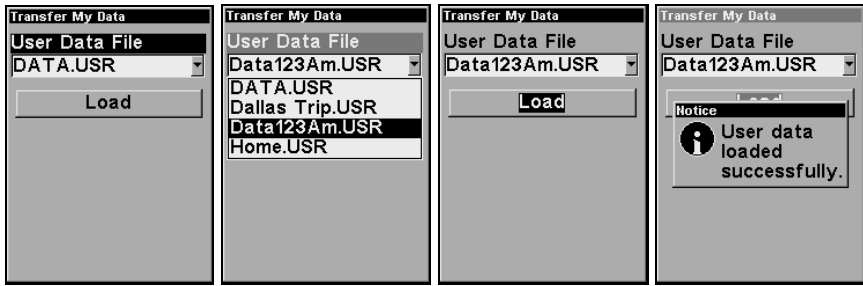 Transfer My Data
User Data File
DATA.USR
Load
Transfer My Data
User Data File
Data123Am.USR
DATA.USR
Dallas Trip.USR
Data123Am.USR
Home.USR
Transfer My Data
User Data File
Data123Am.USR
Load
Transfer My Data
User Data File
Data123Am.USR
Notice
User data
loaded
successfully.